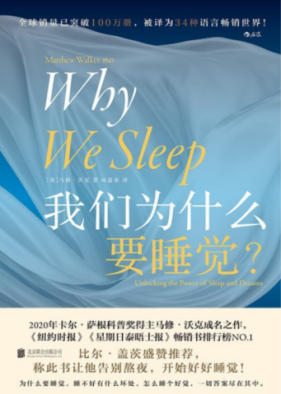 全球销量已突破100万册，被译为34种语言畅销世界！
后浪
Matthew Walker PhD
Why
We Sleep
[英] 马修·沃克 著 田盈春 译
我们为什么
要睡觉？
Unlocking the Power of Sleep and Dreams
2020年卡尔·萨根科普奖得主马修·沃克成名之作，
《纽约时报》《星期日泰晤士报》畅销书排行榜NO.1
比尔·盖茨盛赞推荐，
称此书让他告别熬夜，开始好好睡觉！
北京联合出版公司
为什么要睡觉，睡不好有什么坏处，怎么睡个好觉，一切答案尽在其中。